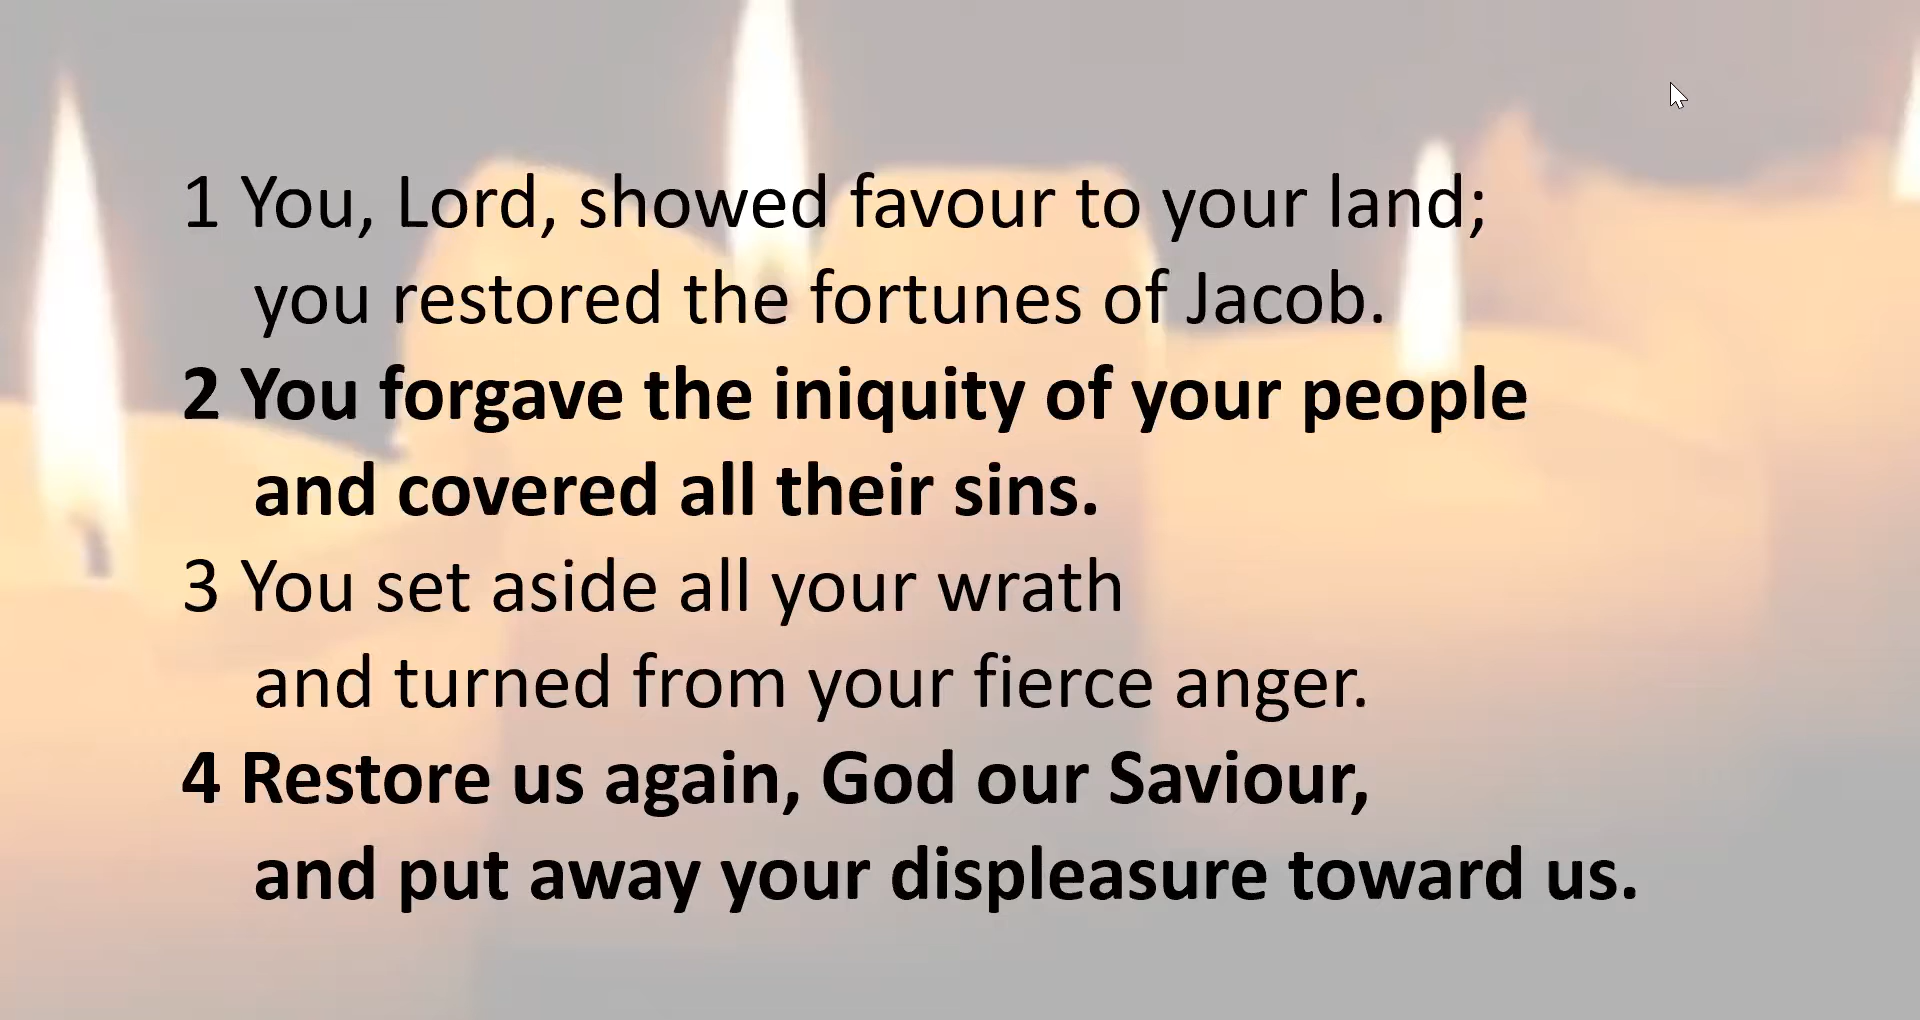 1 You, Lord, showed favour to your land;
you restored the fortunes of Jacob.
2 You forgave the iniquity of your people
and covered all their sins.
3 You set aside all your wrath
and turned from your fierce anger.
4 Restore us again, God our Saviour,
and put away your displeasure toward us.